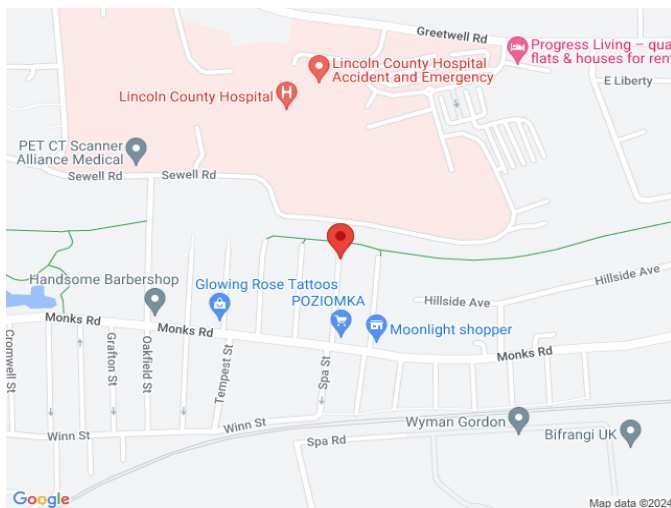 Greetwell Rd
Progress Living – qua
flats & houses for rent
Lincoln County Hospital
Accident and Emergency
E Liberty
Lincoln County Hospital
H
PET CT Scanner
Alliance Medical
Sewell Rd
Sewell Rd
Handsome Barbershop
Glowing Rose Tattoos
POZIOMKA
Hillside Ave
Hillside Ave
Moonlight shopper
Monks Rd
Monks Rd
Monks Rd
Cromwell St
Grafton St
Oakfield St
Tempest St
Spa St
Winn St
Winn St
Spa Rd
Wyman Gordon
Bifrangi UK
Google
Map data ©2024